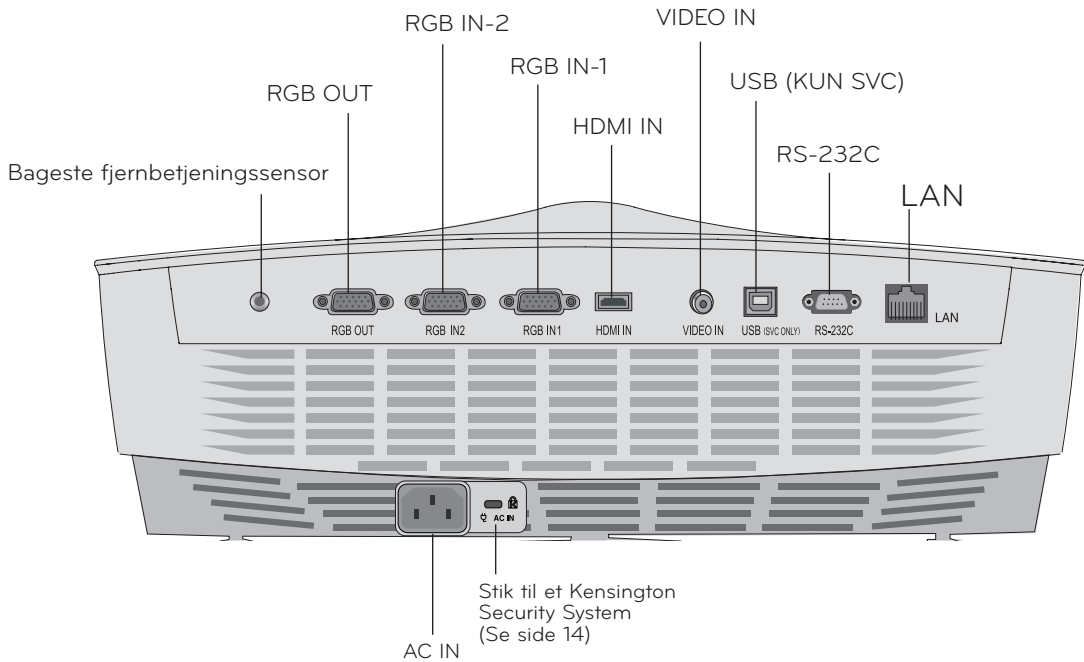 VIDEO IN
RGB IN-2
RGB IN-1
USB (KUN SVC)
RGB OUT
HDMI IN
RS-232C
Bageste fjernbetjeningssensor
LAN
RGB OUT
RGB IN2
RGB IN1
HDMI IN
VIDEO IN
USB (SVC ONLY)
RS-232C
LAN
AC IN
Stik til et Kensington
Security System
(Se side 14)
AC IN